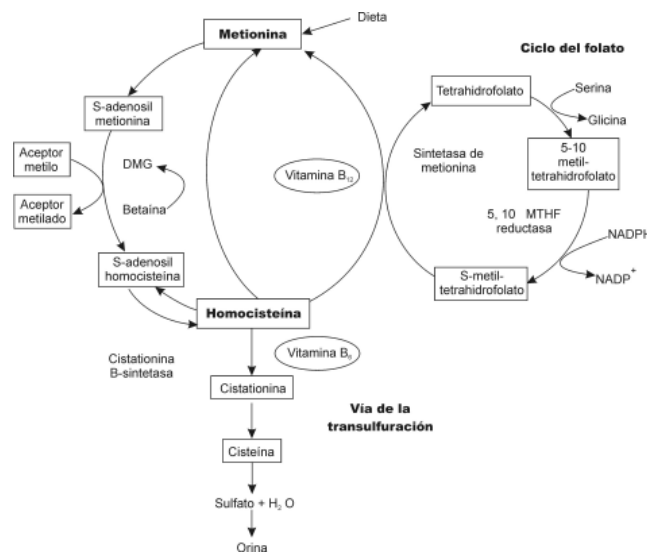 Dieta
Metionina
Ciclo del folato
S-adenosil
metionina
Tetrahidrofolato
Serina
Glicina
Aceptor
metilo
DMG
Vitamina B12
Sintetasa de
metionina
5-10
metil-
tetrahidrofolato
Aceptor
metilado
Betaína
5, 10 MTHF
reductasa
NADPH
S-adenosil
homocisteína
S-metil-
tetrahidrofolato
NADP+
Homocisteína
Cistationina
B-sintetasa
Vitamina B6
Cistationina
Vía de la
transulfuración
Cisteína
Sulfato + H2 O
Orina